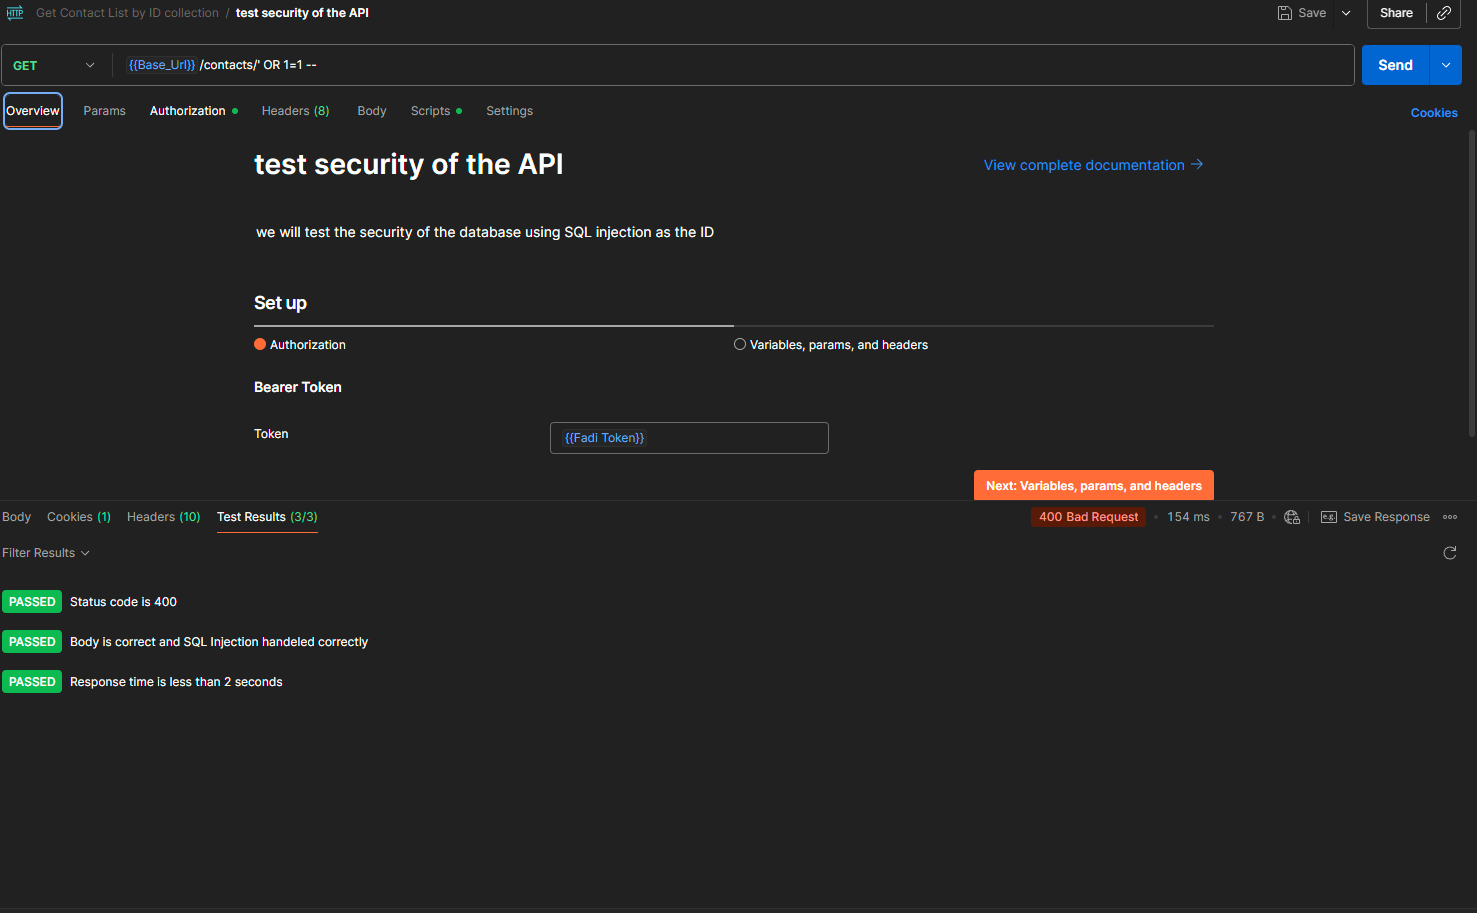 HTTP Get Contact List by ID collection / test security of the API Save Share
GET {{Base_Url}} /contacts/' OR 1=1 -- Send
Overview Params Authorization Headers (8) Body Scripts Settings Cookies
test security of the API View complete documentation →
we will test the security of the database using SQL injection as the ID
Set up
Authorization Variables, params, and headers
Bearer Token
Token {{Fadi Token}}
Next: Variables, params, and headers
Body Cookies (1) Headers (10) Test Results (3/3) 400 Bad Request • 154 ms • 767 B • e.g. Save Response
Filter Results
PASSED Status code is 400
PASSED Body is correct and SQL Injection handeled correctly
PASSED Response time is less than 2 seconds